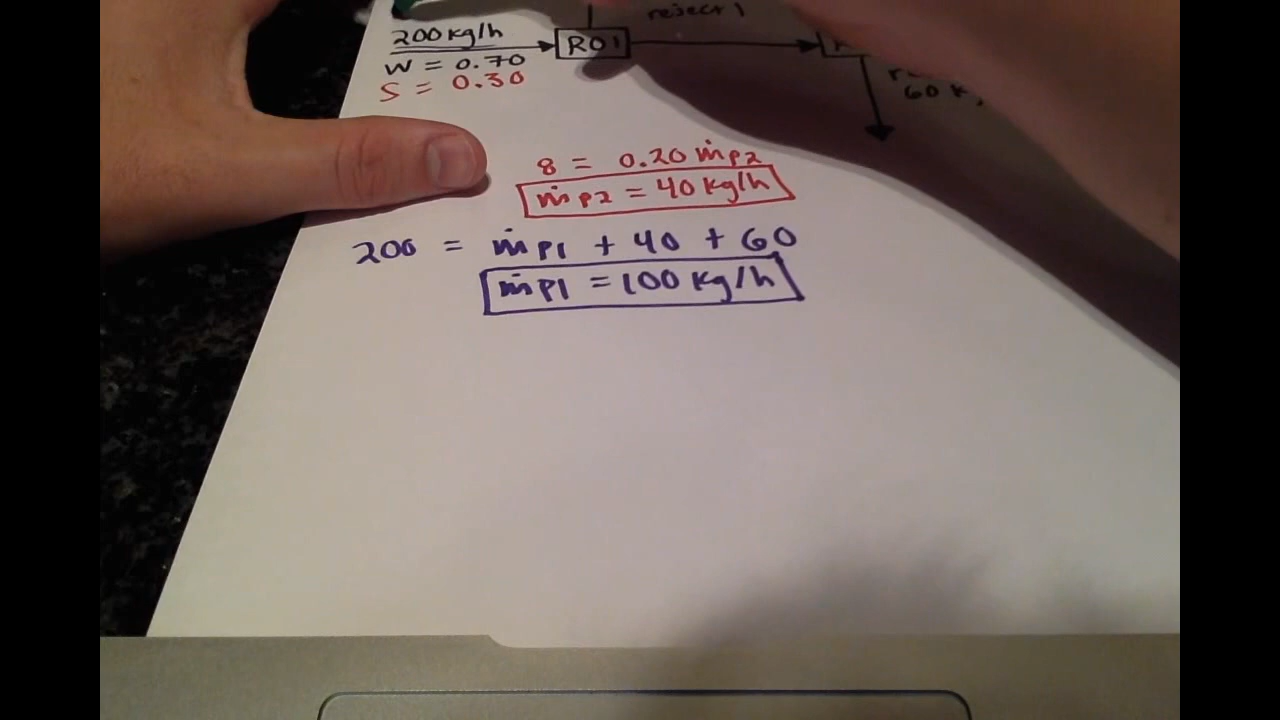 reject 1
200 kg/h
RO1
W = 0.70
S = 0.30
60 K
8 = 0.20 ṁp2
ṁp2 = 40 kg/h
200 = ṁp1 + 40 + 60
ṁp1 = 100 kg/h